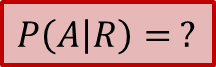 P(A|R) = ?